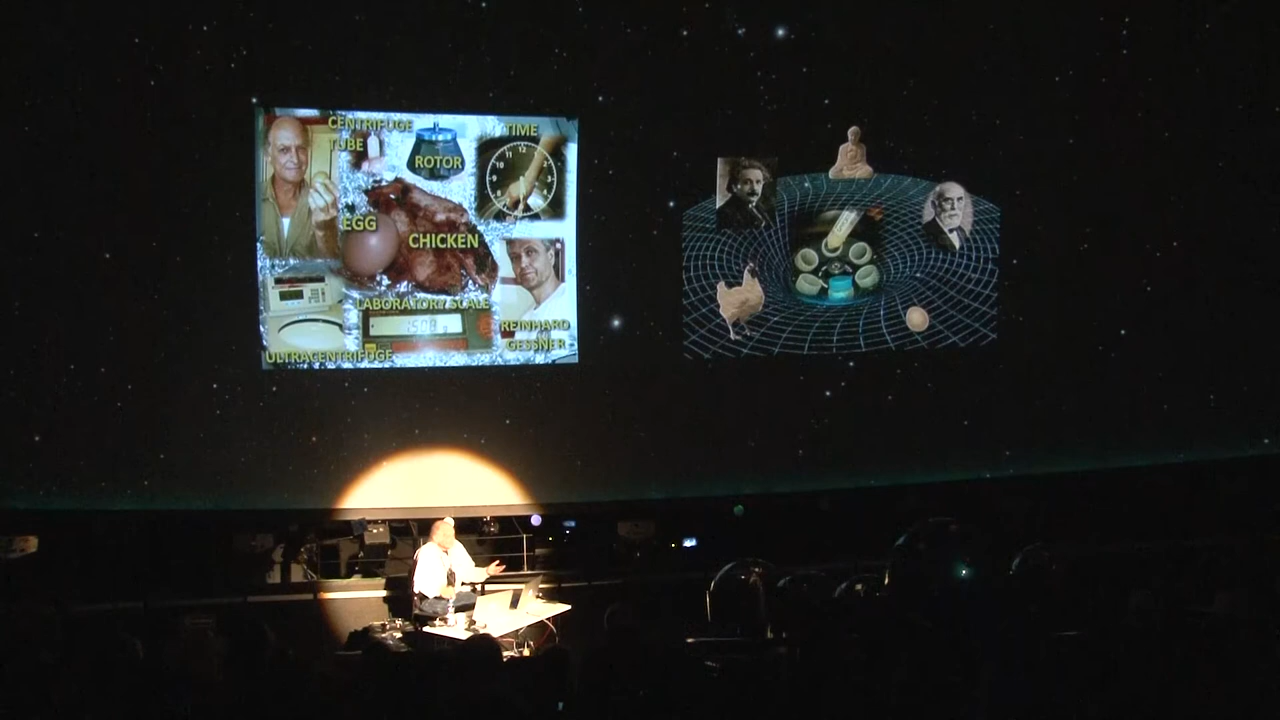 CENTRIFUGE
TUBE
ROTOR
TIME
EGG
CHICKEN
LABORATORY SCALE
REINHARD
GESSNER
ULTRACENTRIFUGE